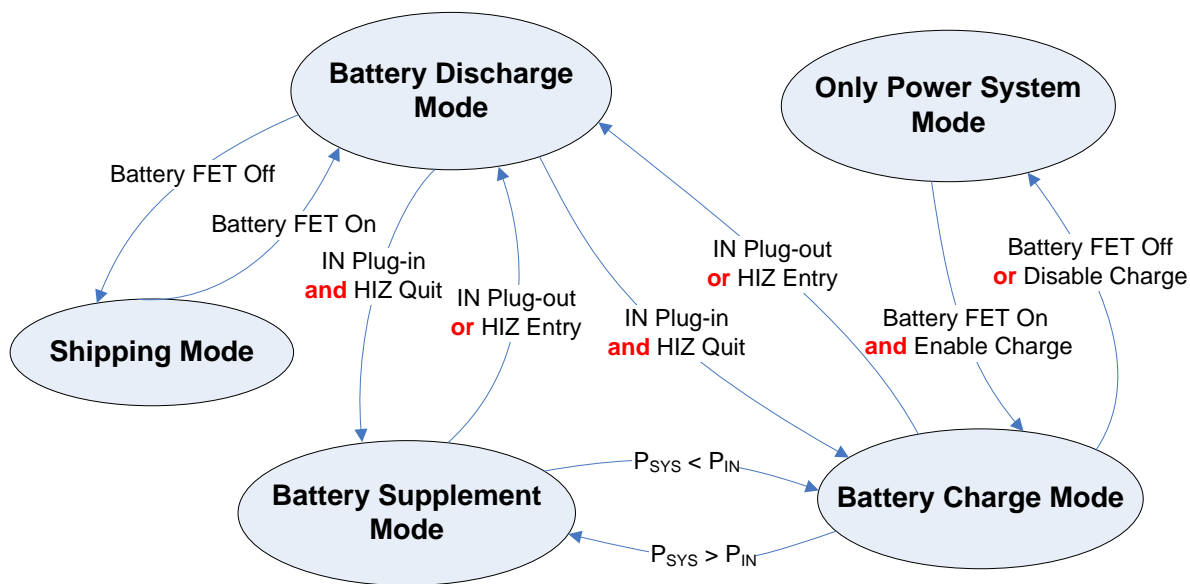 Battery Discharge
Mode
Only Power System
Mode
Battery FET Off
Battery FET On
IN Plug-in
and HIZ Quit
IN Plug-out
or HIZ Entry
IN Plug-in
and HIZ Quit
IN Plug-out
or HIZ Entry
Battery FET Off
or Disable Charge
Battery FET On
and Enable Charge
Shipping Mode
Battery Supplement
Mode
PSYS < PIN
PSYS > PIN
Battery Charge Mode